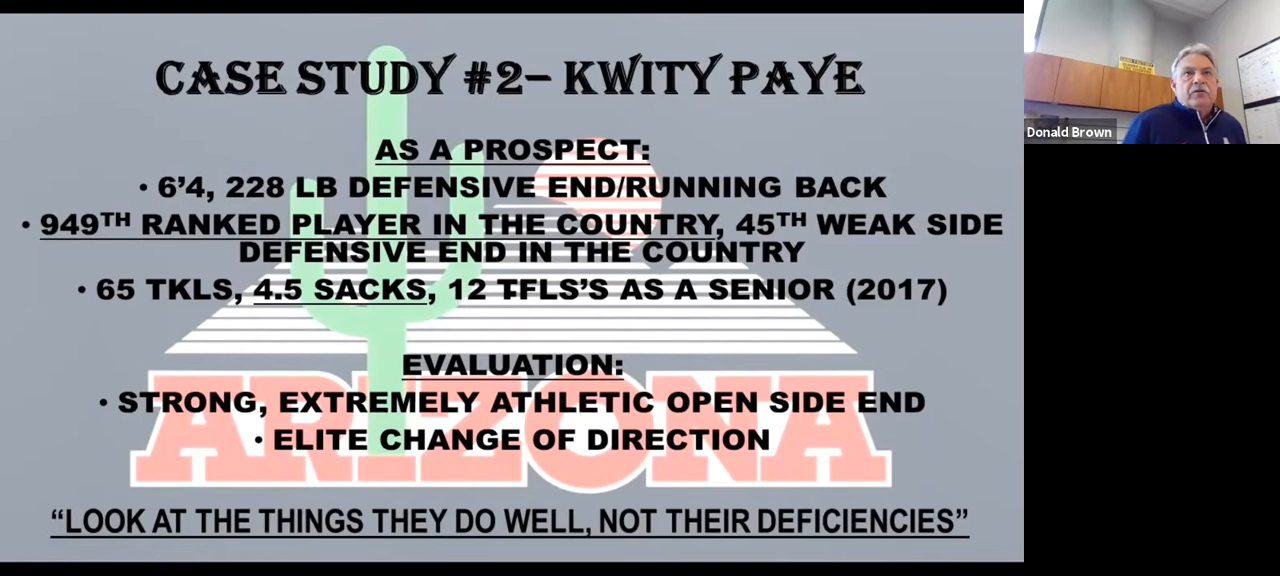 CASE STUDY #2– KWITY PAYE
AS A PROSPECT:
• 6’4, 228 LB DEFENSIVE END/RUNNING BACK
• 949TH RANKED PLAYER IN THE COUNTRY, 45TH WEAK SIDE
DEFENSIVE END IN THE COUNTRY
• 65 TKLS, 4.5 SACKS, 12 TFLS’S AS A SENIOR (2017)
EVALUATION:
• STRONG, EXTREMELY ATHLETIC OPEN SIDE END
• ELITE CHANGE OF DIRECTION
ARIZONA
“LOOK AT THE THINGS THEY DO WELL, NOT THEIR DEFICIENCIES”
Donald Brown